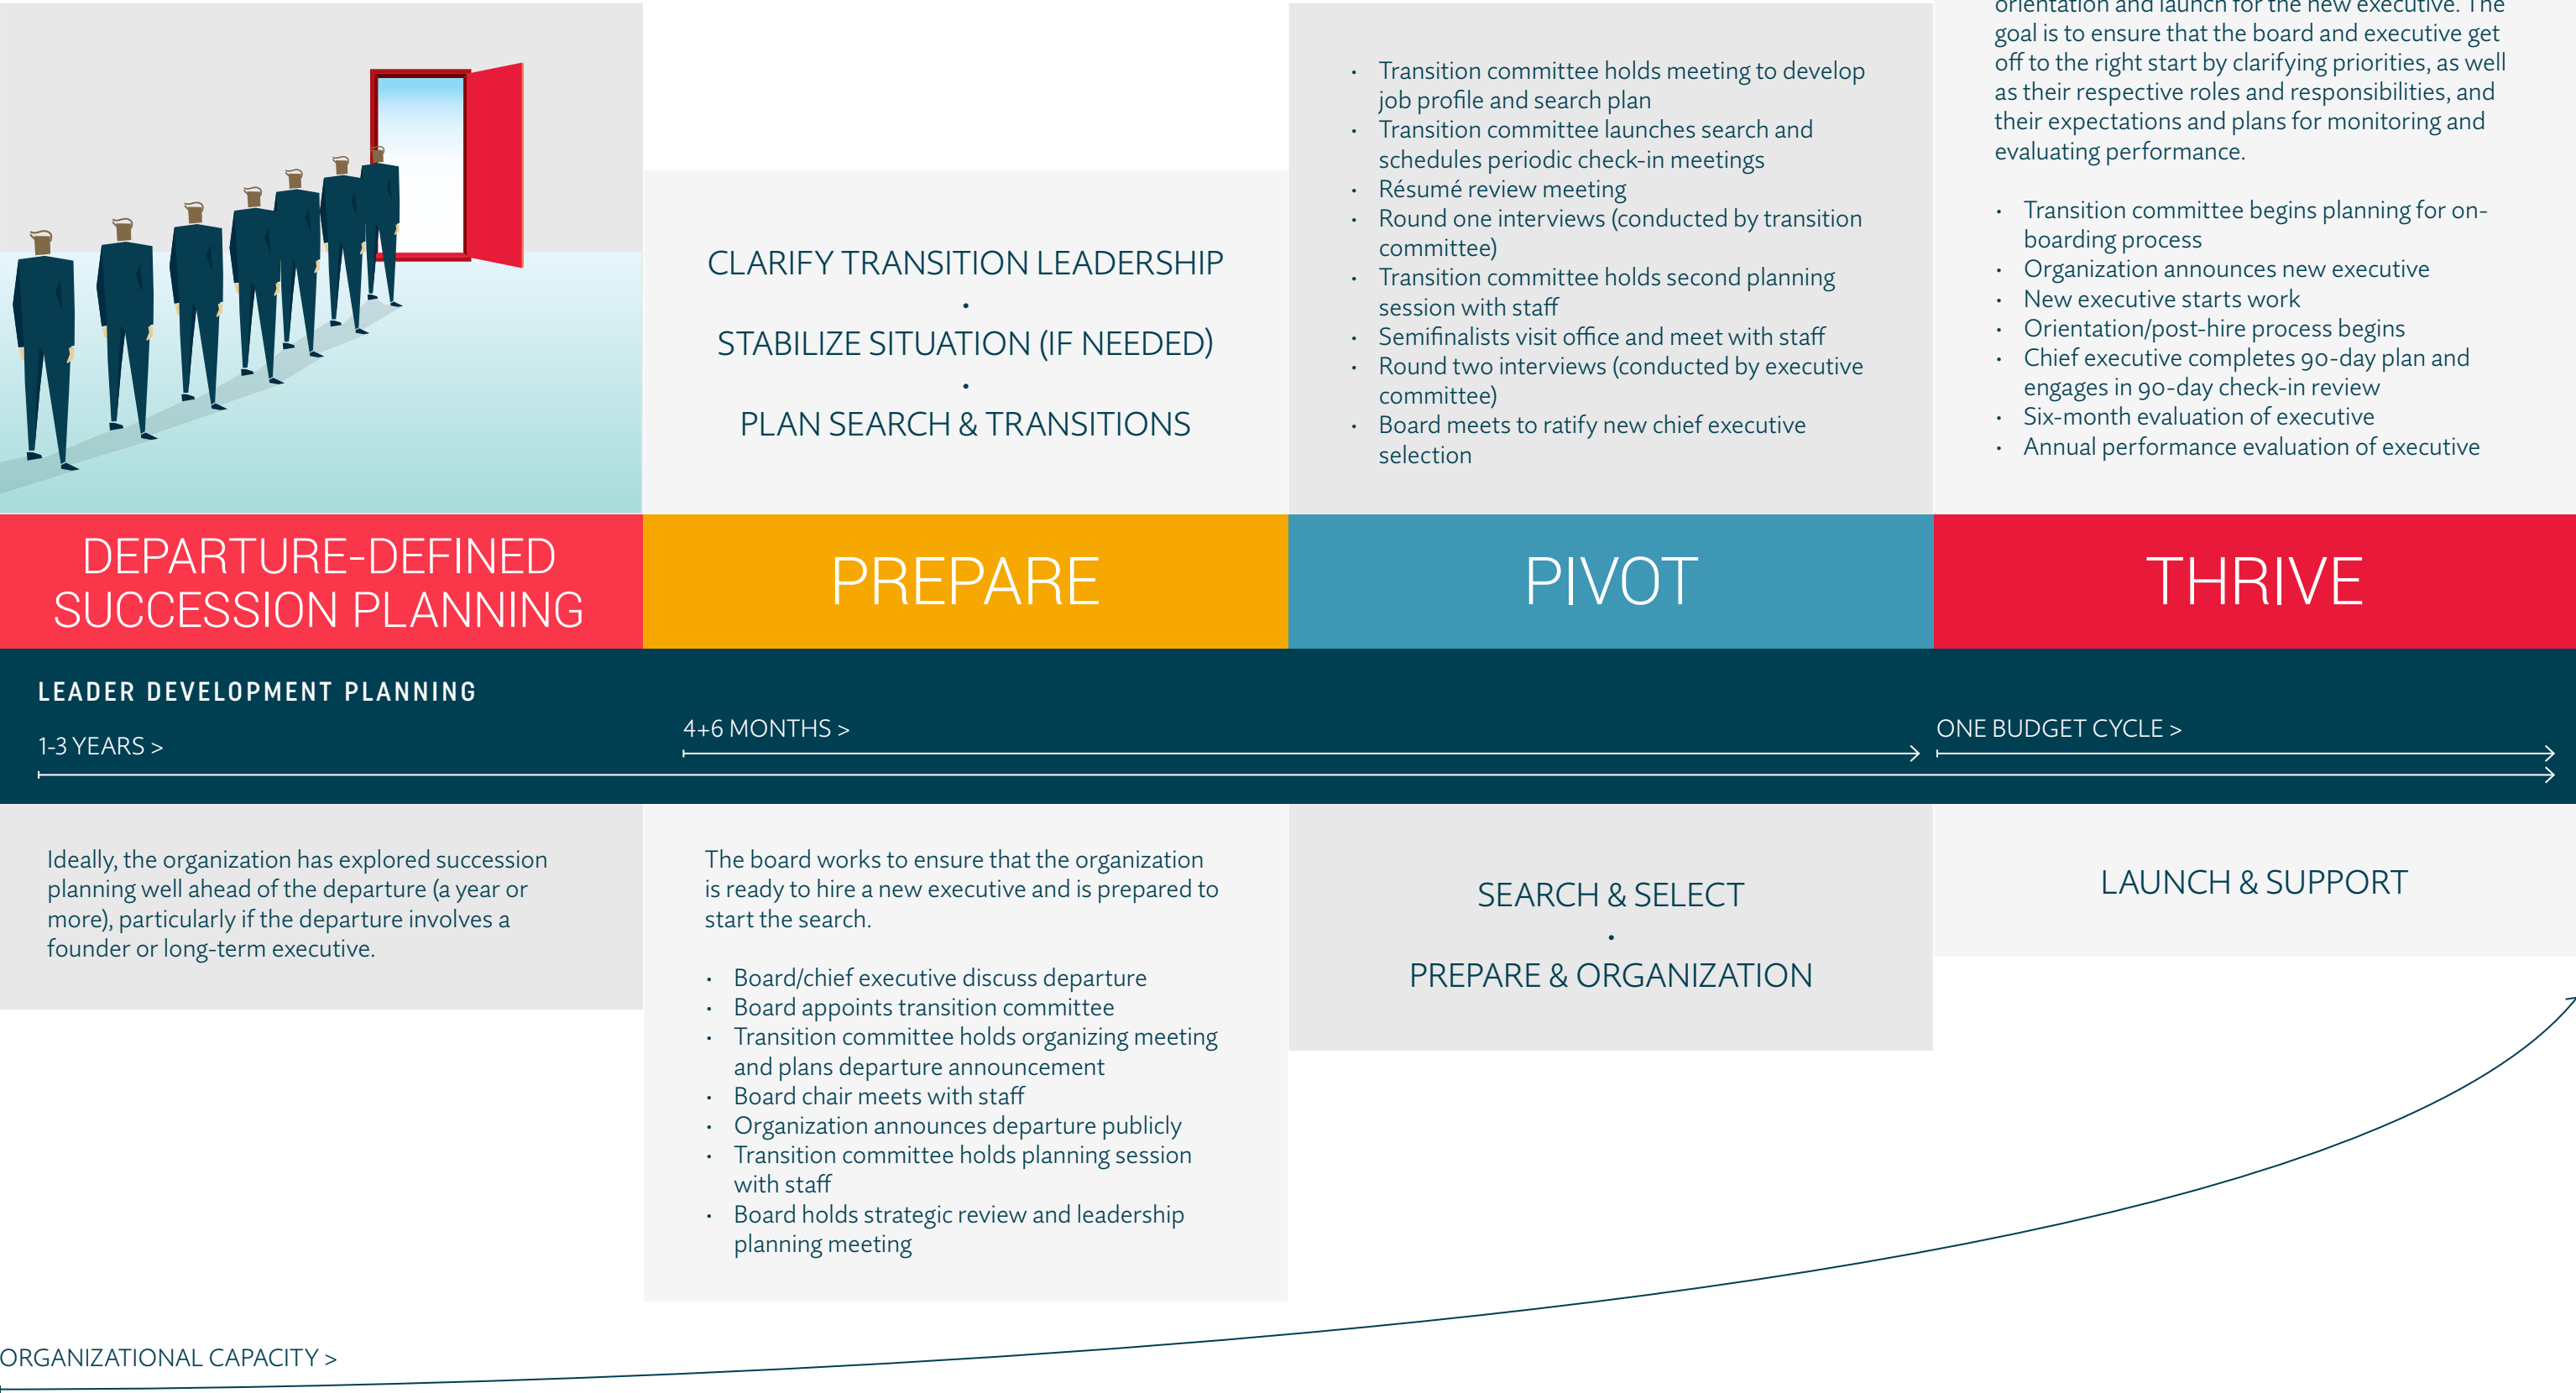 CLARIFY TRANSITION LEADERSHIP
•
STABILIZE SITUATION (IF NEEDED)
•
PLAN SEARCH & TRANSITIONS
• Transition committee holds meeting to develop
job profile and search plan
• Transition committee launches search and
schedules periodic check-in meetings
• Résumé review meeting
• Round one interviews (conducted by transition
committee)
• Transition committee holds second planning
session with staff
• Semifinalists visit office and meet with staff
• Round two interviews (conducted by executive
committee)
• Board meets to ratify new chief executive
selection
orientation and launch for the new executive. The
goal is to ensure that the board and executive get
off to the right start by clarifying priorities, as well
as their respective roles and responsibilities, and
their expectations and plans for monitoring and
evaluating performance.
• Transition committee begins planning for on-
boarding process
• Organization announces new executive
• New executive starts work
• Orientation/post-hire process begins
• Chief executive completes 90-day plan and
engages in 90-day check-in review
• Six-month evaluation of executive
• Annual performance evaluation of executive
DEPARTURE-DEFINED
SUCCESSION PLANNING
PREPARE
PIVOT
THRIVE
LEADER DEVELOPMENT PLANNING
1-3 YEARS >
4+6 MONTHS >
ONE BUDGET CYCLE >
Ideally, the organization has explored succession
planning well ahead of the departure (a year or
more), particularly if the departure involves a
founder or long-term executive.
The board works to ensure that the organization
is ready to hire a new executive and is prepared to
start the search.
• Board/chief executive discuss departure
• Board appoints transition committee
• Transition committee holds organizing meeting
and plans departure announcement
• Board chair meets with staff
• Organization announces departure publicly
• Transition committee holds planning session
with staff
• Board holds strategic review and leadership
planning meeting
SEARCH & SELECT
•
PREPARE & ORGANIZATION
LAUNCH & SUPPORT
ORGANIZATIONAL CAPACITY >